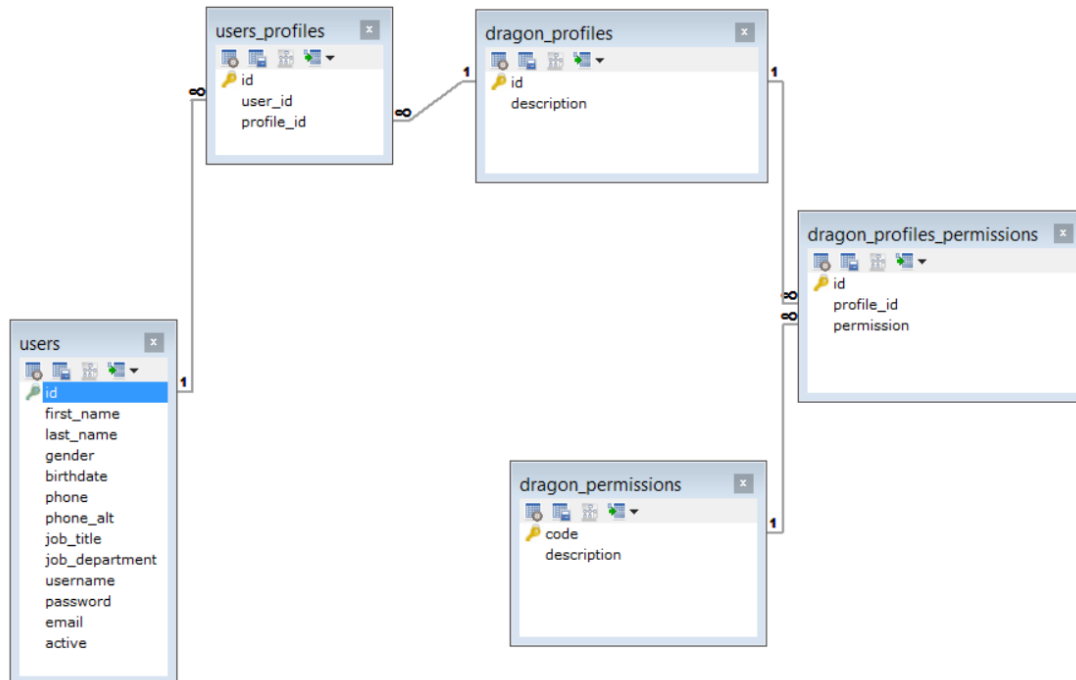 users_profiles
id
user_id
profile_id
dragon_profiles
id
description
dragon_profiles_permissions
id
profile_id
permission
users
id
first_name
last_name
gender
birthdate
phone
phone_alt
job_title
job_department
username
password
email
active
dragon_permissions
code
description
∞
1
∞
1
1
∞
∞
1